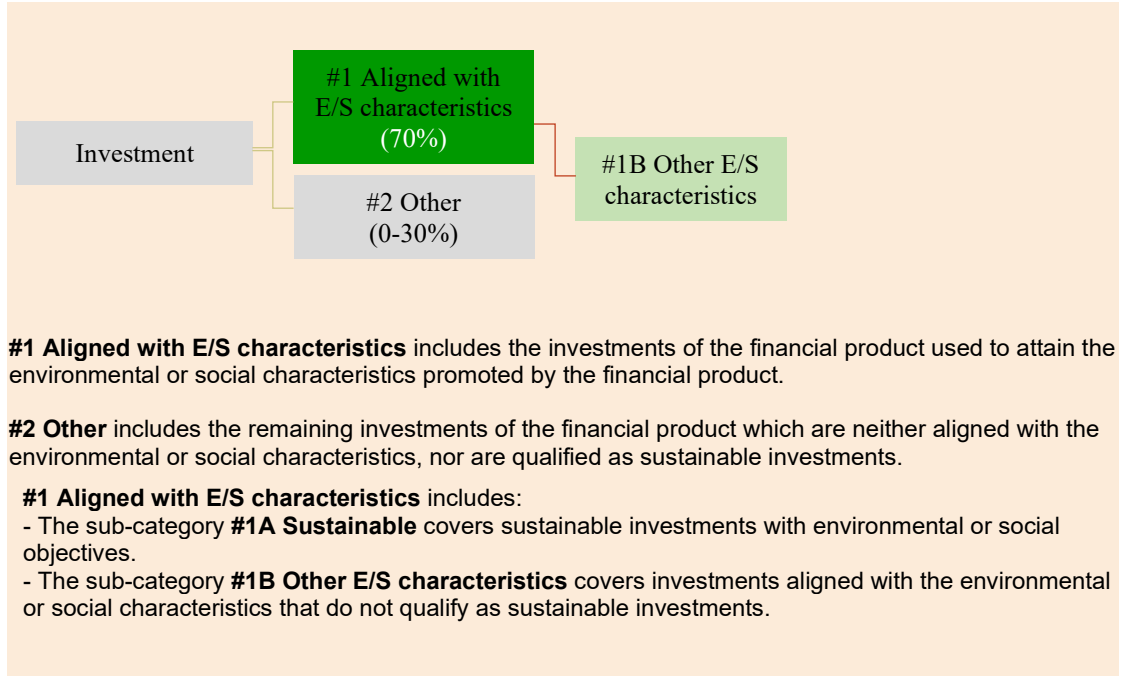 #1 Aligned with
E/S characteristics
(70%)
Investment
#1B Other E/S
characteristics
#2 Other
(0-30%)
#1 Aligned with E/S characteristics includes the investments of the financial product used to attain the
environmental or social characteristics promoted by the financial product.
#2 Other includes the remaining investments of the financial product which are neither aligned with the
environmental or social characteristics, nor are qualified as sustainable investments.
#1 Aligned with E/S characteristics includes:
- The sub-category #1A Sustainable covers sustainable investments with environmental or social
objectives.
- The sub-category #1B Other E/S characteristics covers investments aligned with the environmental
or social characteristics that do not qualify as sustainable investments.